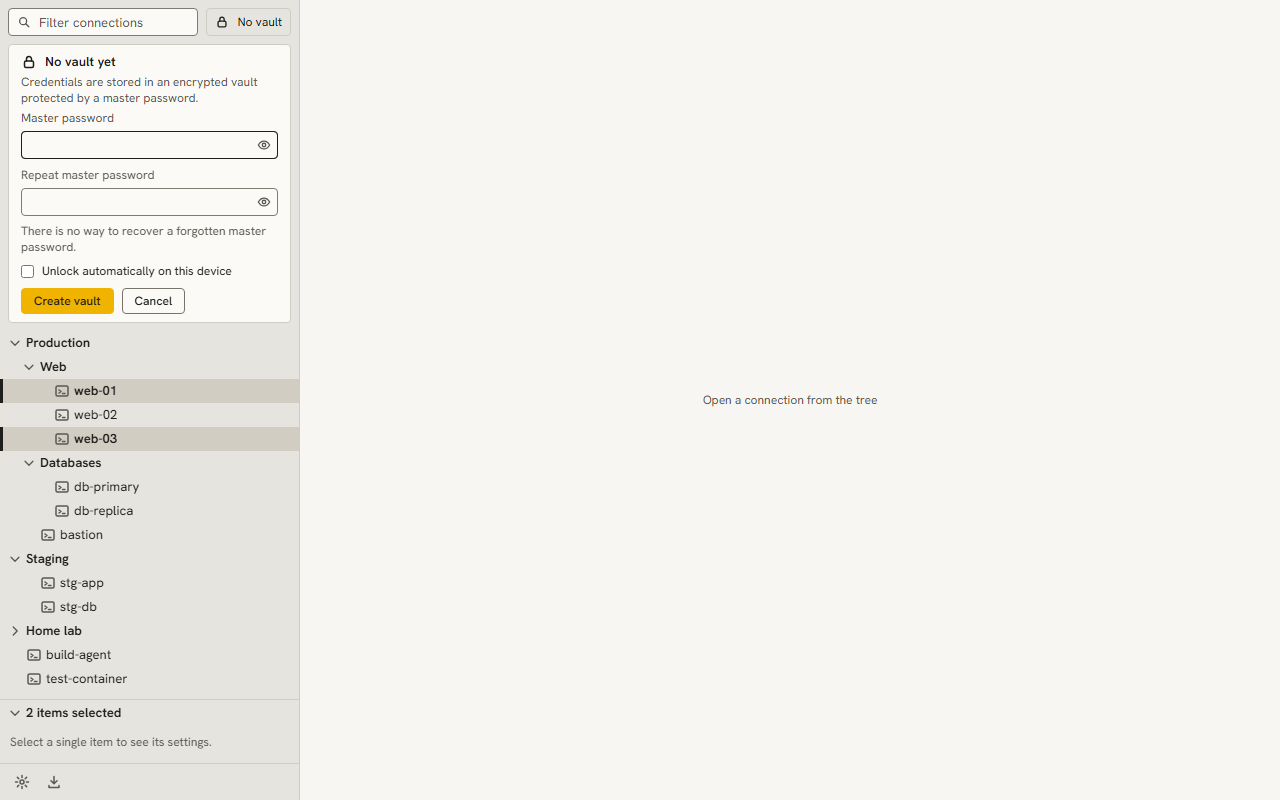 Filter connections
No vault
No vault yet
Credentials are stored in an encrypted vault
protected by a master password.
Master password
Repeat master password
There is no way to recover a forgotten master
password.
Unlock automatically on this device
Create vault
Cancel
Production
Web
web-01
web-02
web-03
Databases
db-primary
db-replica
bastion
Staging
stg-app
stg-db
Home lab
build-agent
test-container
2 items selected
Select a single item to see its settings.
Open a connection from the tree